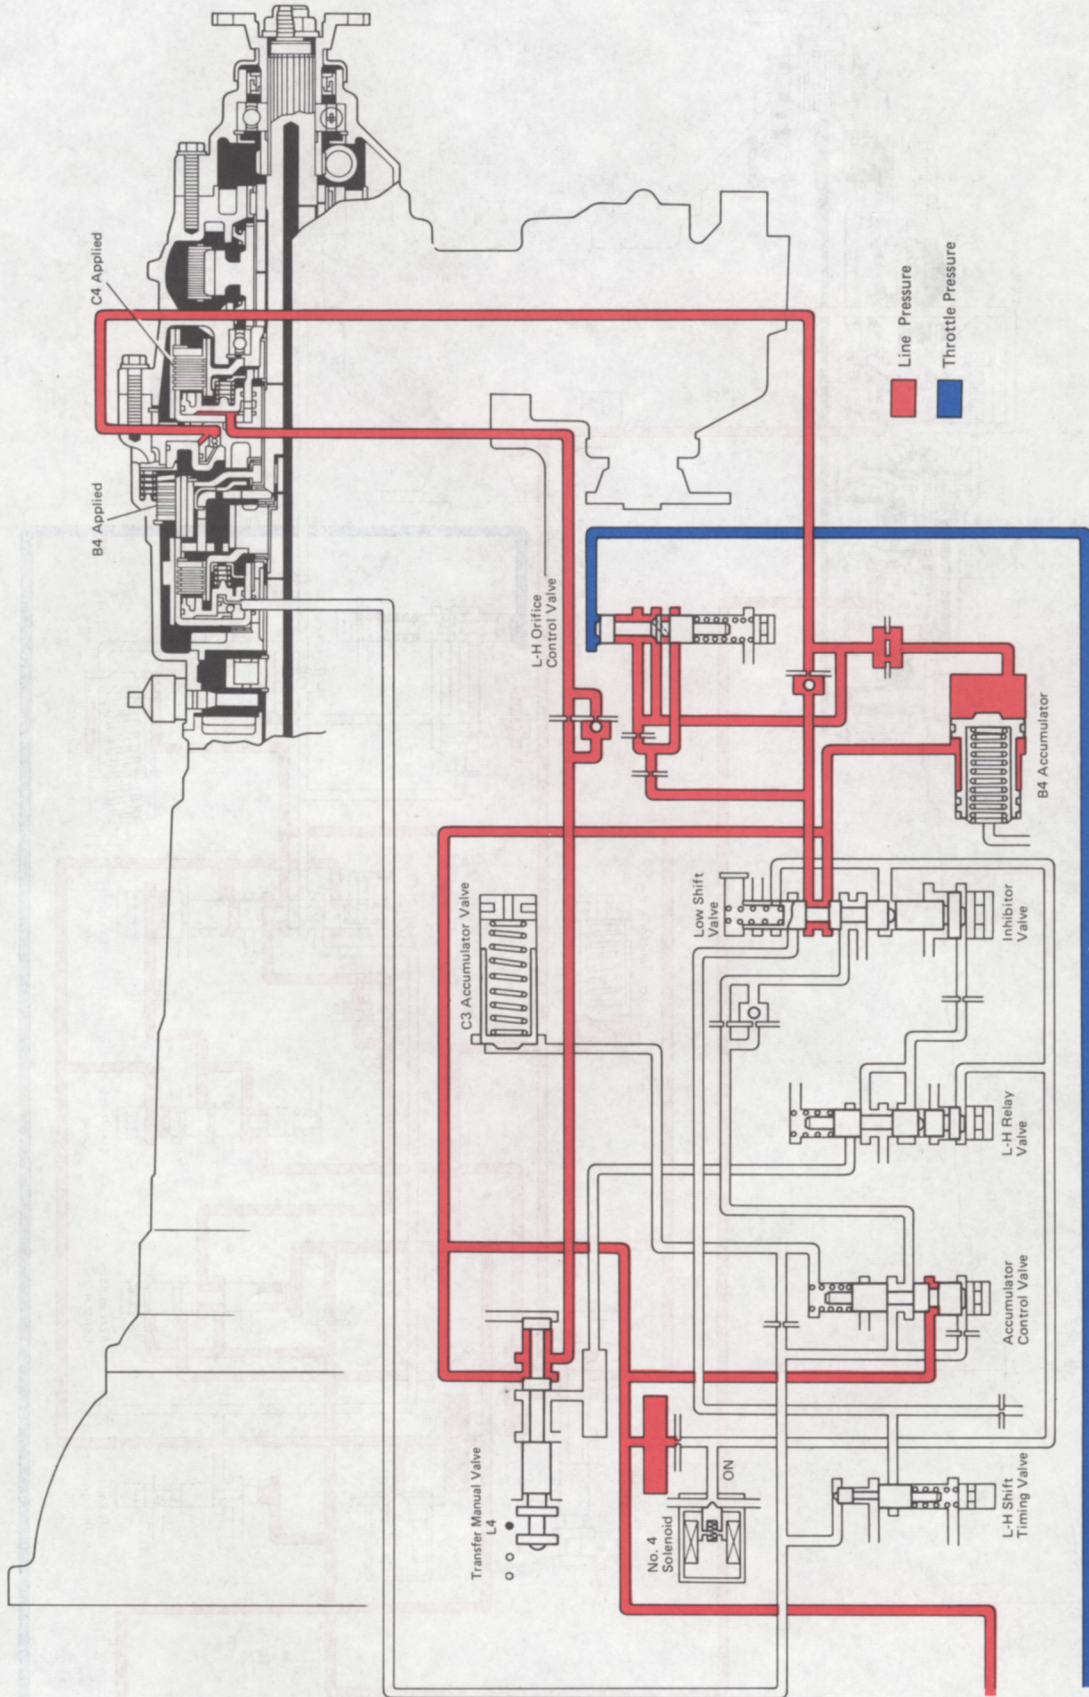 C4 Applied
B4 Applied
Line Pressure
Throttle Pressure
L-H Orifice
Control Valve
B4 Accumulator
C3 Accumulator Valve
Low Shift
Valve
Inhibitor
Valve
L-H Relay
Valve
Accumulator
Control Valve
Transfer Manual Valve
L4
No. 4
Solenoid
ON
L-H Shift
Timing Valve